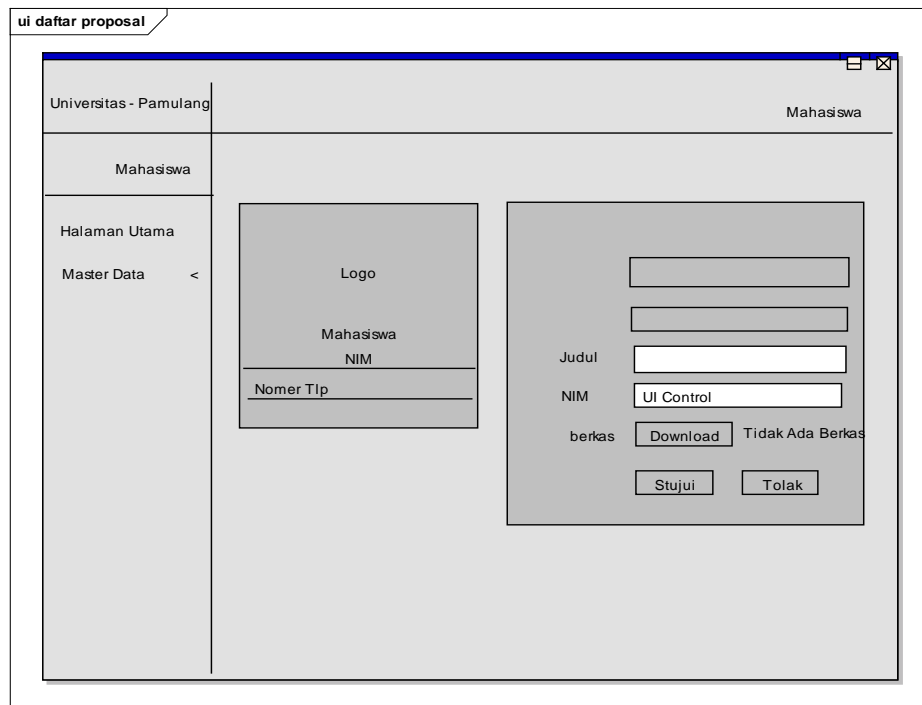 ui daftar proposal
Universitas - Pamulang
Mahasiswa
Mahasiswa
Halaman Utama
Master Data <
Logo
Mahasiswa
NIM
Nomer Tlp
Judul
NIM UI Control
berkas Download Tidak Ada Berkas
Stujui Tolak